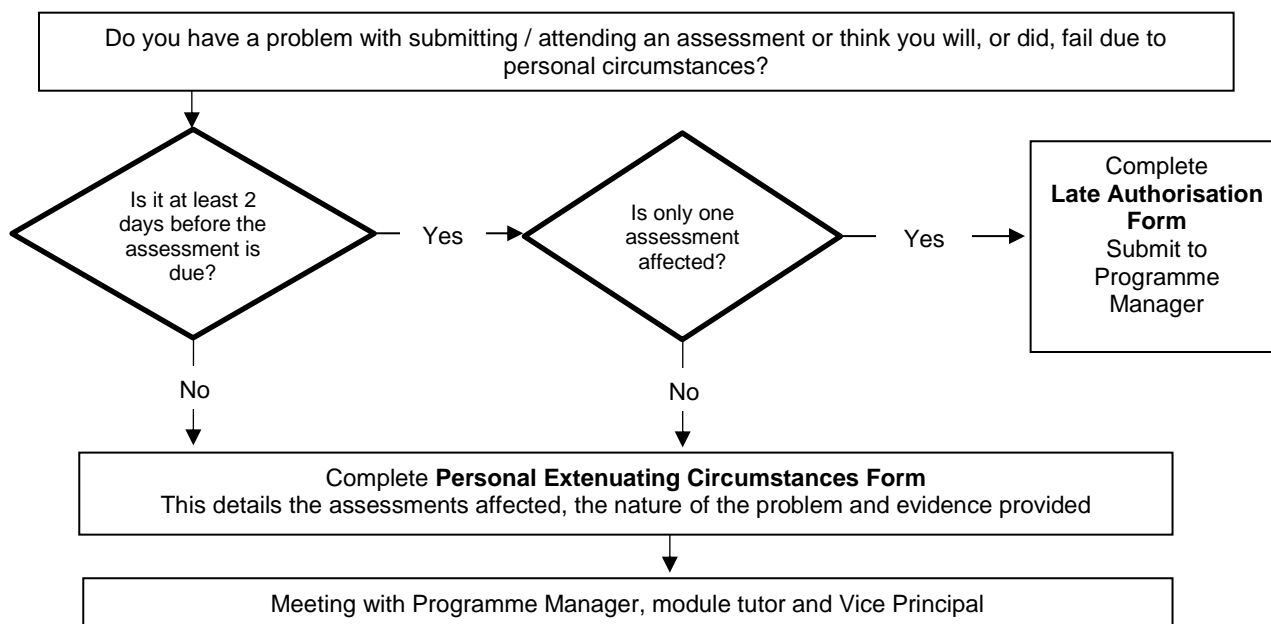 Do you have a problem with submitting / attending an assessment or think you will, or did, fail due to
personal circumstances?
Is it at least 2
days before the
assessment is
due?
Yes
Is only one
assessment
affected?
Yes
Complete
Late Authorisation
Form
Submit to
Programme
Manager
No
No
Complete Personal Extenuating Circumstances Form
This details the assessments affected, the nature of the problem and evidence provided
Meeting with Programme Manager, module tutor and Vice Principal